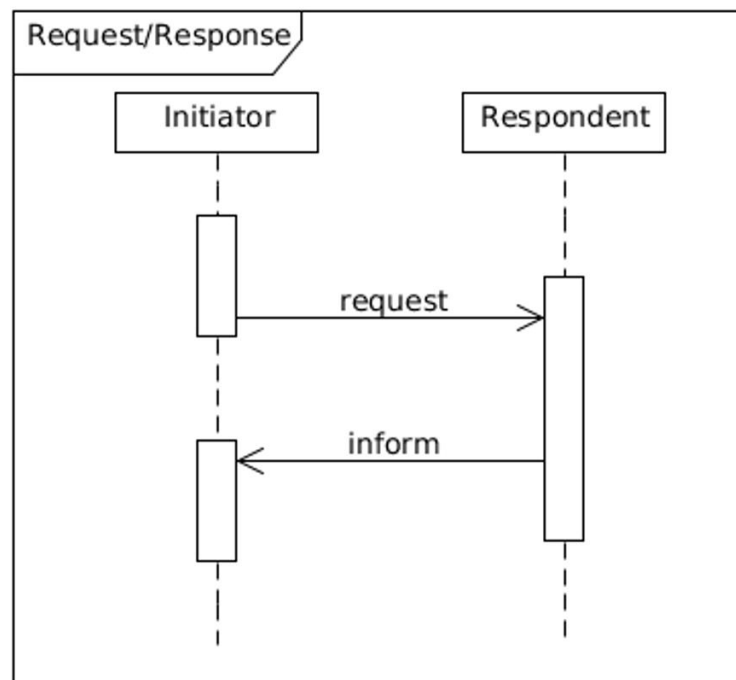 Request/Response
Initiator
Respondent
request
inform